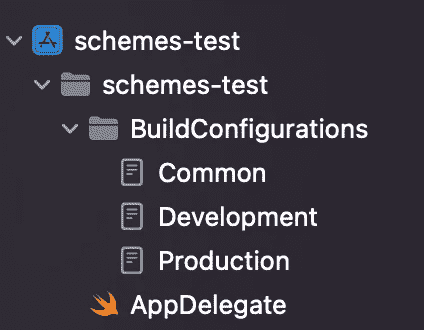 schemes-test
schemes-test
BuildConfigurations
Common
Development
Production
AppDelegate